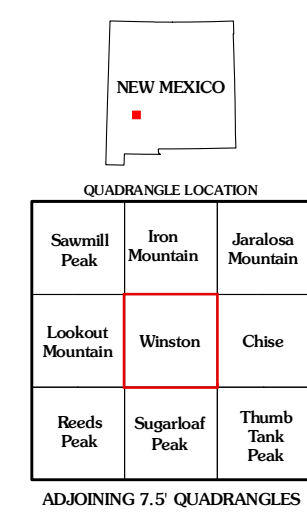 NEW MEXICO
QUADRANGLE LOCATION
Sawmill
Peak
Iron
Mountain
Jaralosa
Mountain
Lookout
Mountain
Winston
Chise
Reeds
Peak
Sugarloaf
Peak
Thumb
Tank
Peak
ADJOINING 7.5' QUADRANGLES